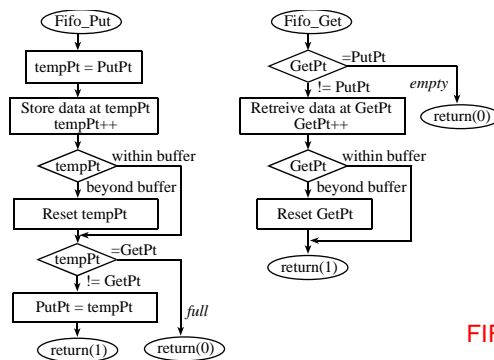 Fifo_Put
tempPt = PutPt
Store data at tempPt
tempPt++
tempPt
within buffer
beyond buffer
Reset tempPt
tempPt
=GetPt
!= GetPt
full
PutPt = tempPt
return(1)
return(0)
Fifo_Get
GetPt
=PutPt
empty
!= PutPt
return(0)
Retreive data at GetPt
GetPt++
GetPt
within buffer
beyond buffer
Reset GetPt
return(1)